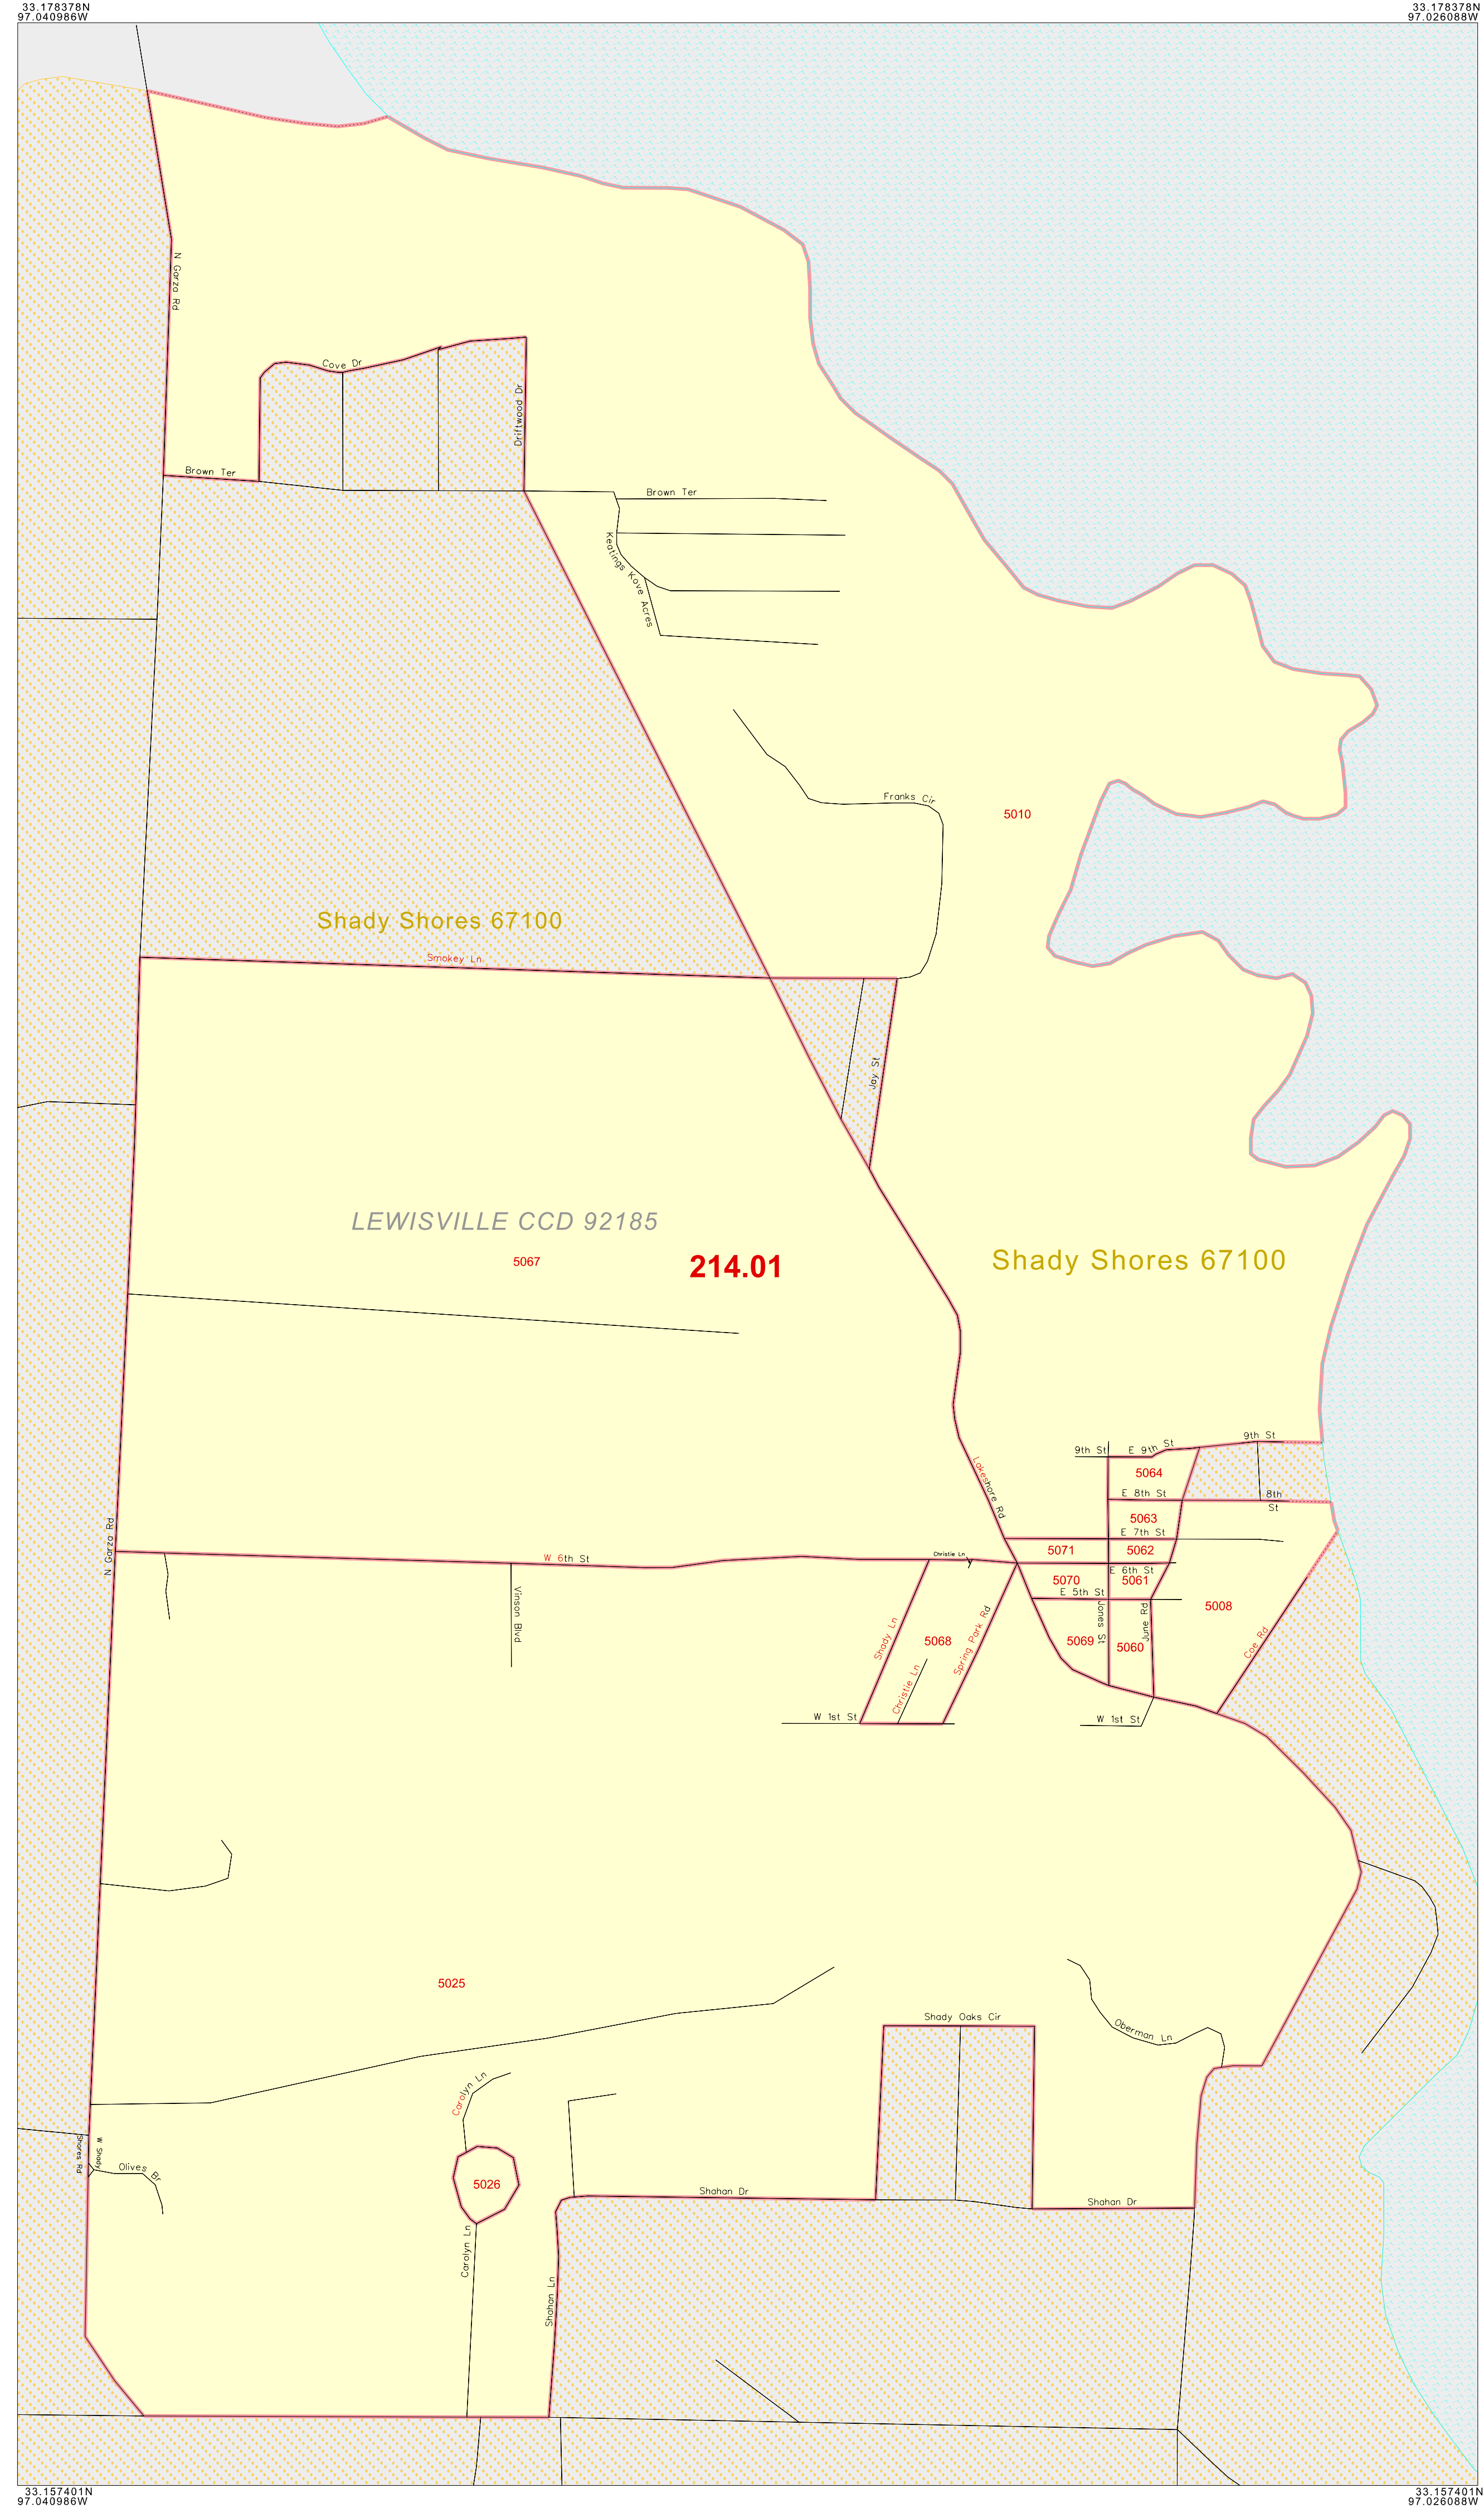 33.178378N
97.040986W
33.178378N
97.026088W
N Garza Rd
Cove Dr
Driftwood Dr
Brown Ter
Brown Ter
Keatings Kove Acres
Franks Cir
5010
Shady Shores 67100
Smokey Ln
Jay St
LEWISVILLE CCD 92185
5067
214.01
Shady Shores 67100
9th St
E 9th St
9th St
5064
Lakeshore Rd
E 8th St
8th
St
5063
E 7th St
N Garza Rd
5071
5062
W 6th St
Christie Ln
E 6th St
5070
5061
E 5th St
Vinson Blvd
Jones St
June Rd
5008
Shady Ln
5068
Spring Park Rd
5069
5060
Coe Rd
Christie Ln
W 1st St
W 1st St
5025
Shady Oaks Cir
Oberman Ln
Carolyn Ln
W Shady
Shores Rd
Olives Br
5026
Shahan Dr
Shahan Dr
Carolyn Ln
Shahan Ln
33.157401N
97.040986W
33.157401N
97.026088W